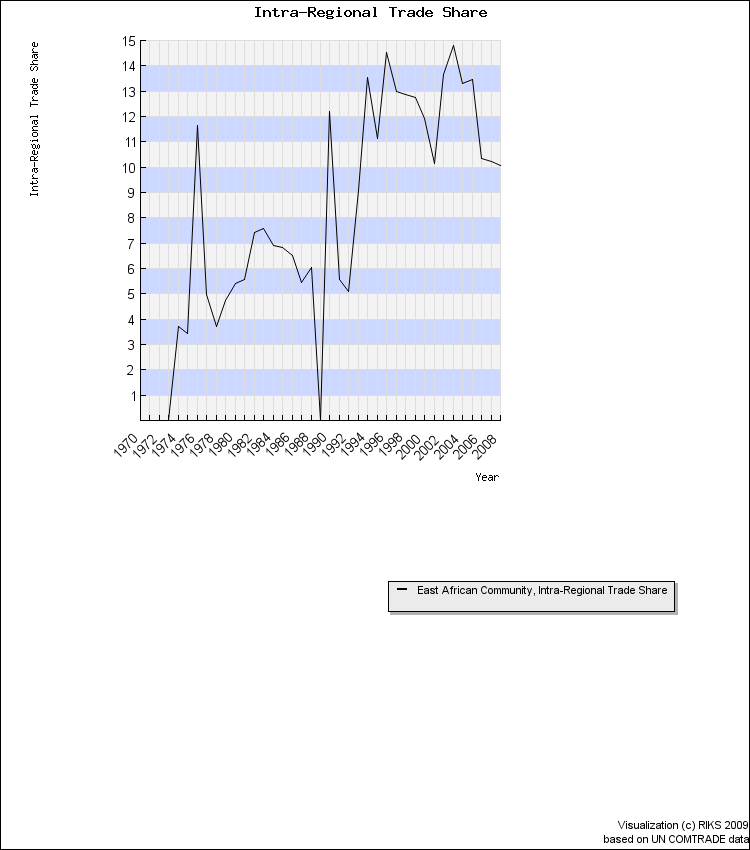 Intra-Regional Trade Share
Intra-Regional Trade Share
15
14
13
12
11
10
9
8
7
6
5
4
3
2
1
1970 1972 1974 1976 1978 1980 1982 1984 1986 1988 1990 1992 1994 1996 1998 2000 2002 2004 2006 2008
Year
East African Community, Intra-Regional Trade Share
Visualization (c) RIKS 2009
based on UN COMTRADE data